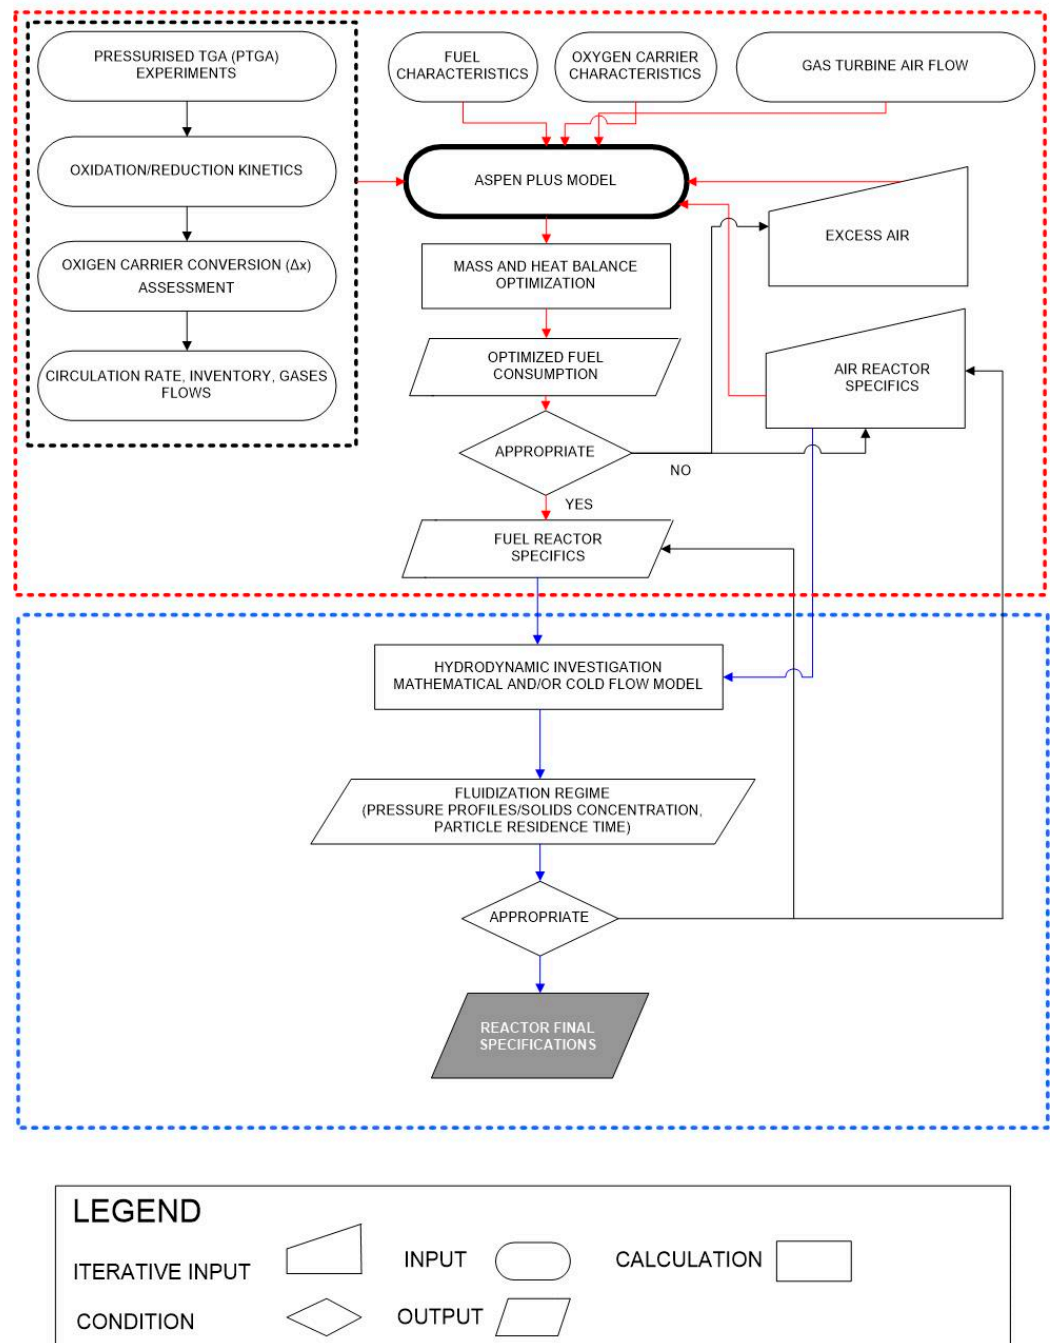 PRESSURISED TGA (PTGA)
EXPERIMENTS
OXIDATION/REDUCTION KINETICS
OXIGEN CARRIER CONVERSION (Δx)
ASSESSMENT
CIRCULATION RATE, INVENTORY, GASES
FLOWS
FUEL
CHARACTERISTICS
OXYGEN CARRIER
CHARACTERISTICS
GAS TURBINE AIR FLOW
ASPEN PLUS MODEL
EXCESS AIR
MASS AND HEAT BALANCE
OPTIMIZATION
OPTIMIZED FUEL
CONSUMPTION
AIR REACTOR
SPECIFICS
APPROPRIATE
NO
YES
FUEL REACTOR
SPECIFICS
HYDRODYNAMIC INVESTIGATION
MATHEMATICAL AND/OR COLD FLOW MODEL
FLUIDIZATION REGIME
(PRESSURE PROFILES/SOLIDS CONCENTRATION,
PARTICLE RESIDENCE TIME)
APPROPRIATE
REACTOR FINAL
SPECIFICATIONS
LEGEND
ITERATIVE INPUT
INPUT
CALCULATION
CONDITION
OUTPUT